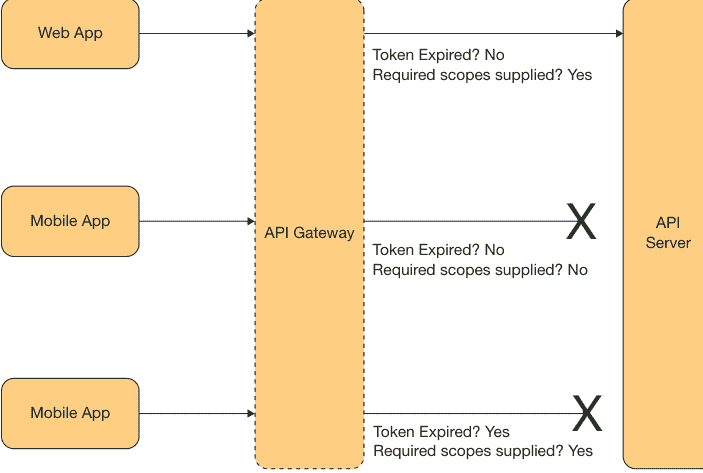 Web App
Token Expired? No
Required scopes supplied? Yes
Mobile App
API Gateway
X
API
Server
Token Expired? No
Required scopes supplied? No
Mobile App
X
Token Expired? Yes
Required scopes supplied? Yes